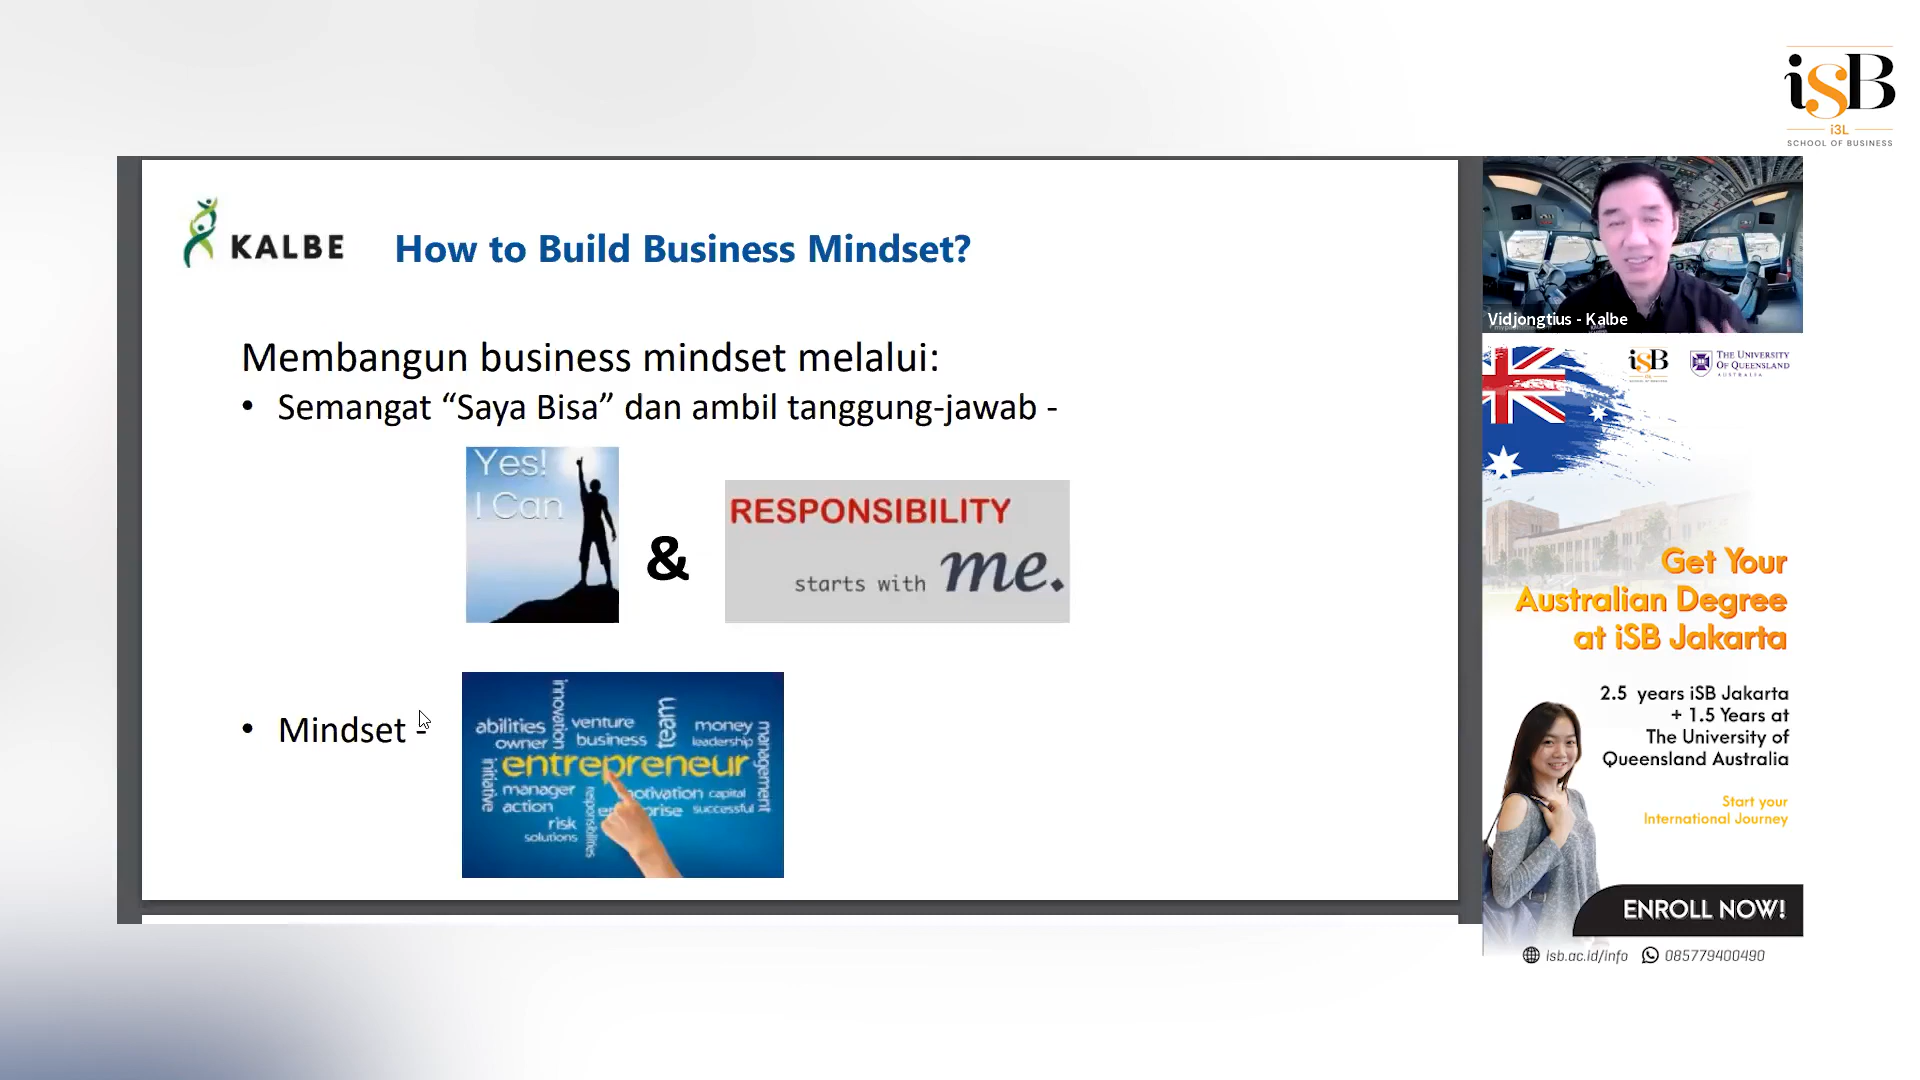 iSB
i3L
SCHOOL OF BUSINESS
KALBE
How to Build Business Mindset?
Membangun business mindset melalui:
• Semangat “Saya Bisa” dan ambil tanggung-jawab -
Yes!
I Can
&
RESPONSIBILITY
starts with me.
• Mindset -
innovation
abilities
venture
team
money
owner
business
leadership
management
entrepreneur
initiative
manager
motivation
capital
action
responsibilities
successful
risk
solutions
Vidjongtius - Kalbe
iSB
THE UNIVERSITY
OF QUEENSLAND
AUSTRALIA
Get Your
Australian Degree
at iSB Jakarta
2.5 years iSB Jakarta
+ 1.5 Years at
The University of
Queensland Australia
Start your
International Journey
ENROLL NOW!
isb.ac.id/info
085779400490